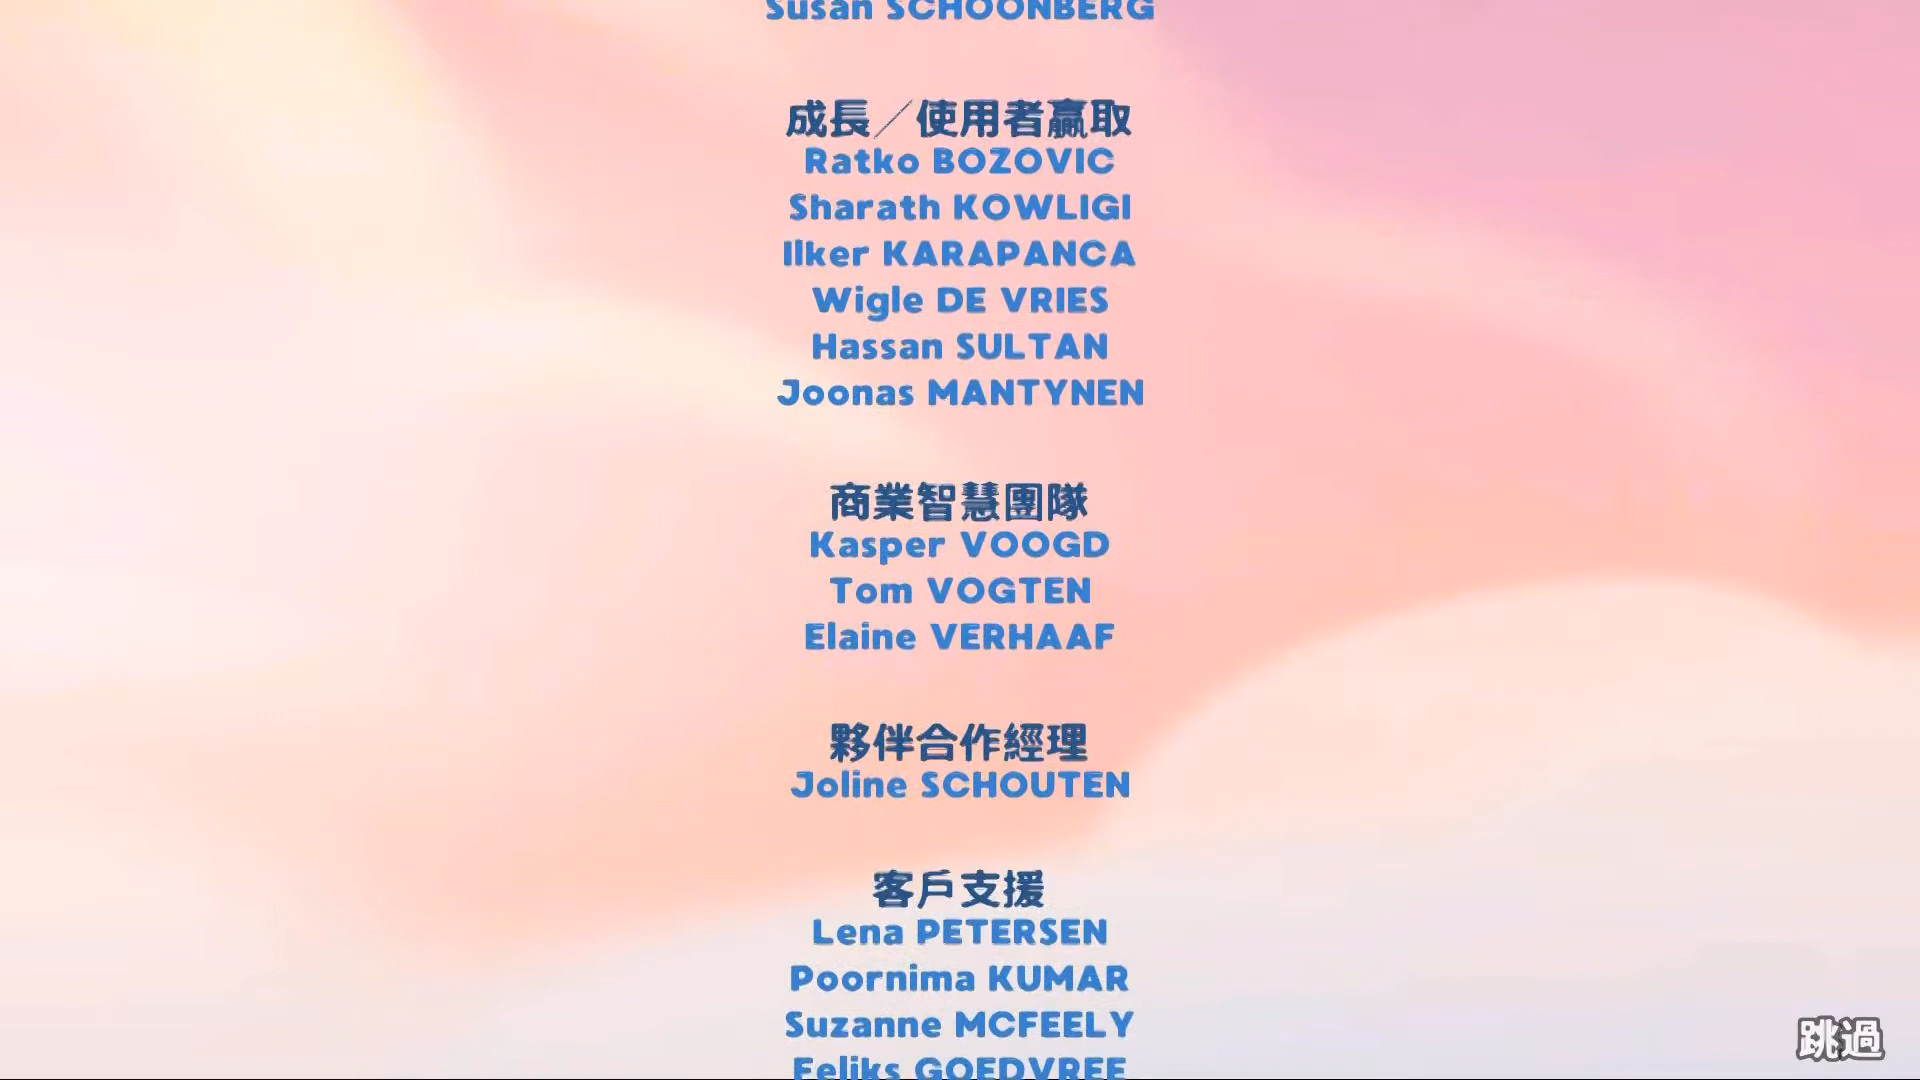 Susan SCHOONBERG
成長／使用者贏取
Ratko BOZOVIC
Sharath KOWLIGI
Ilker KARAPANCA
Wigle DE VRIES
Hassan SULTAN
Joonas MANTYNEN
商業智慧團隊
Kasper VOOGD
Tom VOGTEN
Elaine VERHAAF
夥伴合作經理
Joline SCHOUTEN
客戶支援
Lena PETERSEN
Poornima KUMAR
Suzanne MCFEELY
Feliks GOEDVREE
跳過